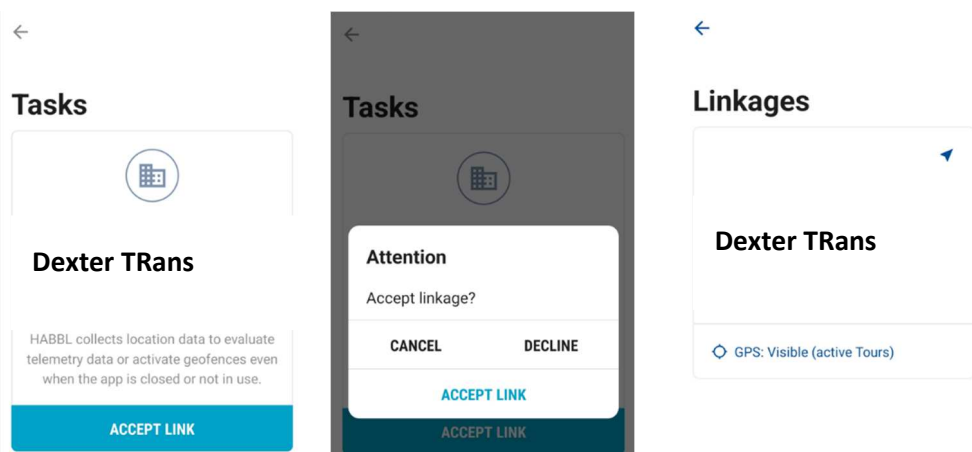 Tasks
Dexter TRans
HABBL collects location data to evaluate
telemetry data or activate geofences even
when the app is closed or not in use.
ACCEPT LINK
Tasks
Attention
Accept linkage?
CANCEL DECLINE
ACCEPT LINK
ACCEPT LINK
Linkages
Dexter TRans
GPS: Visible (active Tours)